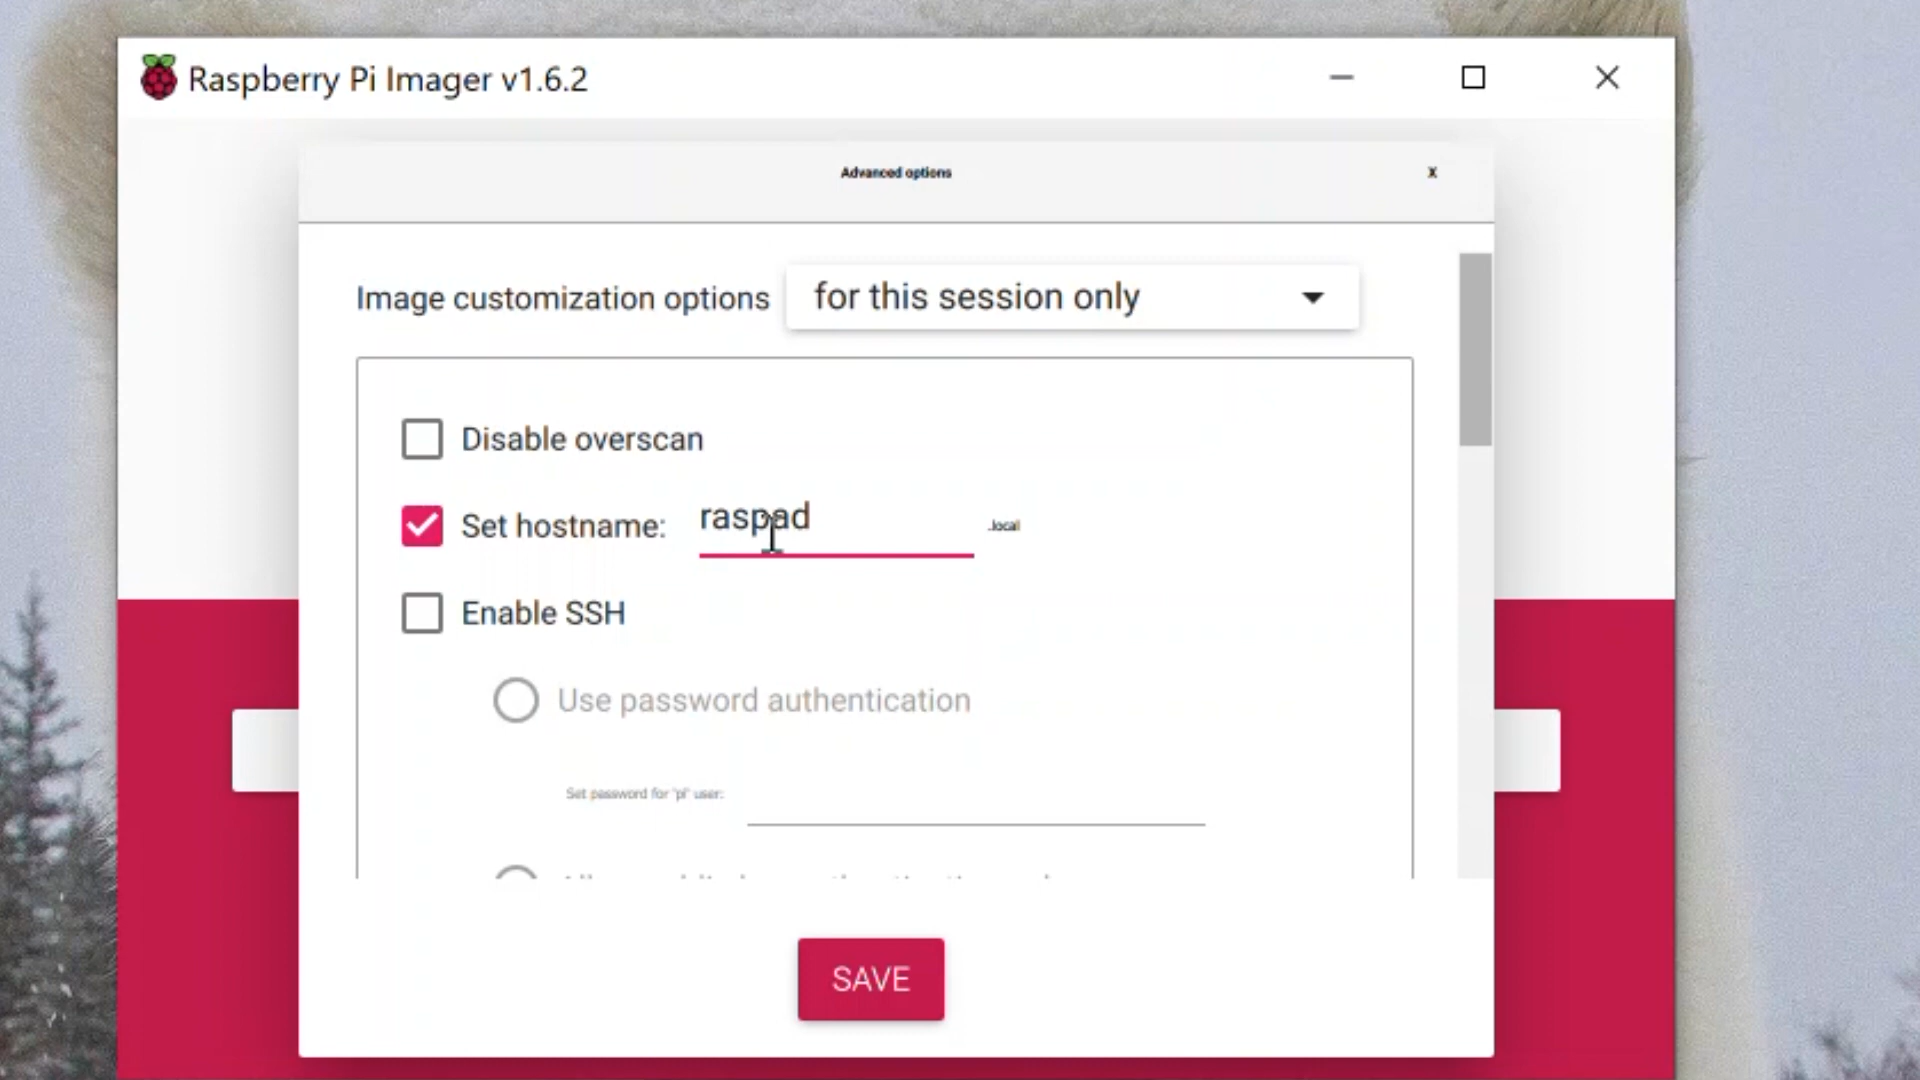 Raspberry Pi Imager v1.6.2
Advanced options
X
Image customization options for this session only
Disable overscan
Set hostname: raspad .local
Enable SSH
Use password authentication
Set password for 'pi' user:
SAVE